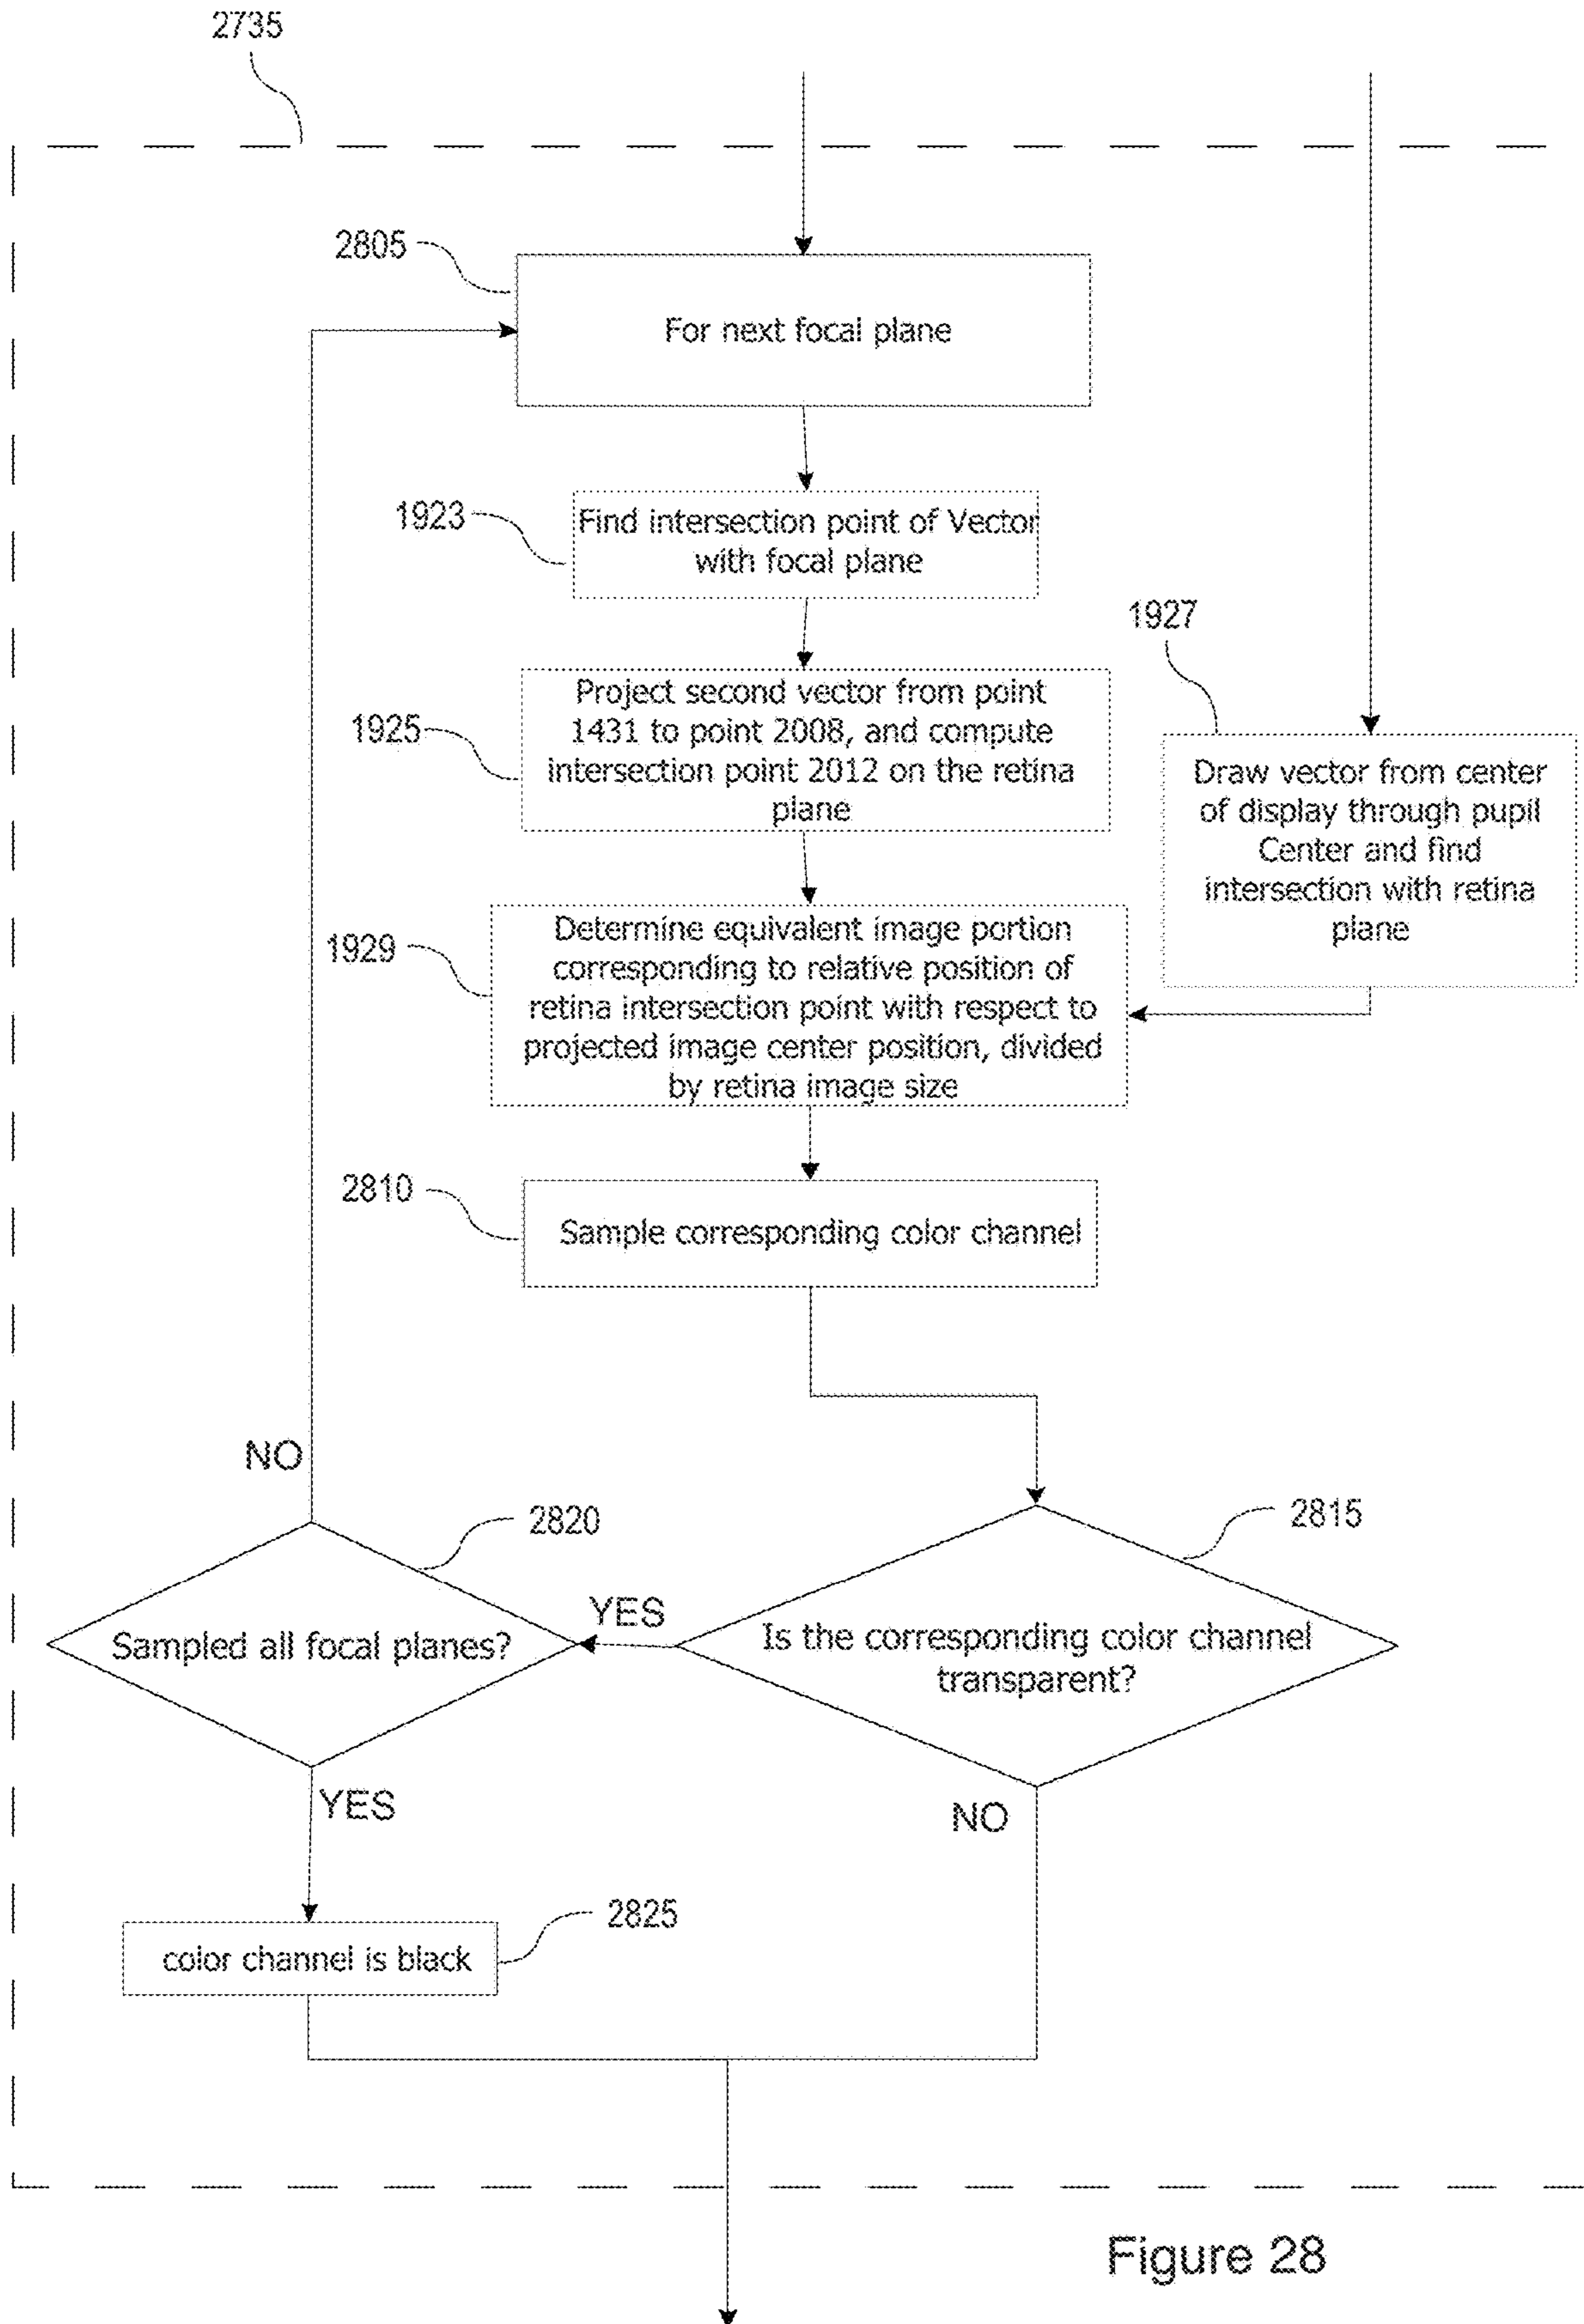 2735
2805
For next focal plane
1923
Find intersection point of Vector
with focal plane
1925
Project second vector from point
1431 to point 2008, and compute
intersection point 2012 on the retina
plane
1927
Draw vector from center
of display through pupil
Center and find
intersection with retina
plane
1929
Determine equivalent image portion
corresponding to relative position of
retina intersection point with respect to
projected image center position, divided
by retina image size
2810
Sample corresponding color channel
NO
2820
2815
Sampled all focal planes?
YES
Is the corresponding color channel
transparent?
YES
NO
2825
color channel is black
Figure 28